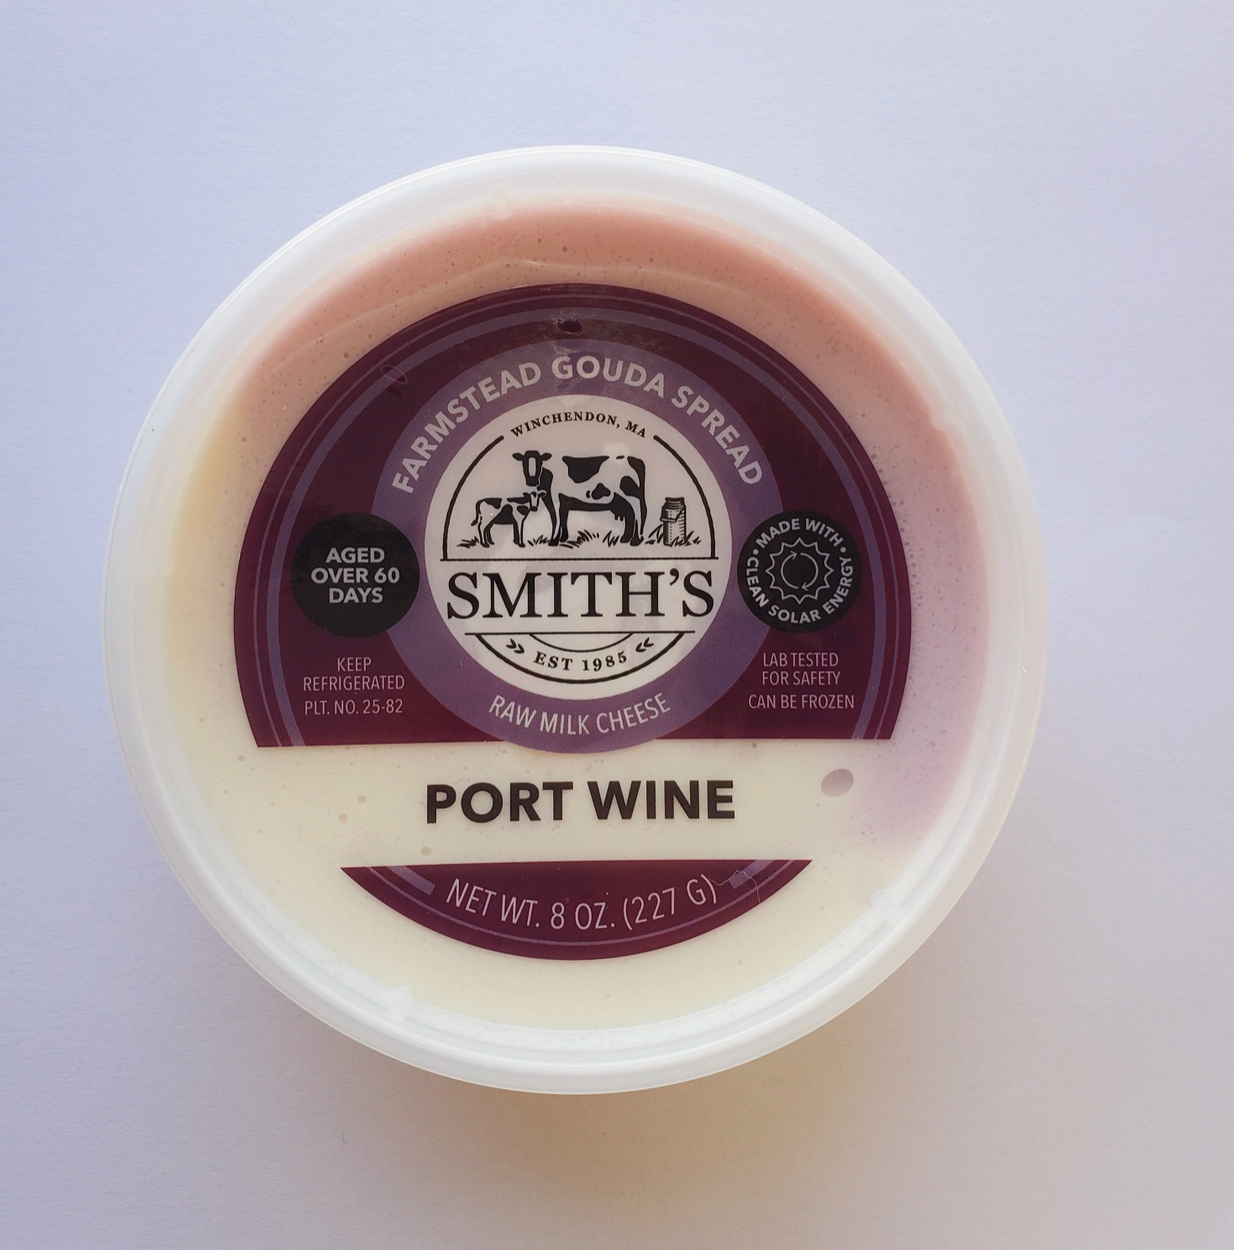 FARMSTEAD GOUDA SPREAD
WINCHENDON, MA
SMITH'S
EST 1985
RAW MILK CHEESE
AGED
OVER 60
DAYS
KEEP
REFRIGERATED
PLT. NO. 25-82
MADE WITH
CLEAN SOLAR ENERGY
LAB TESTED
FOR SAFETY
CAN BE FROZEN
PORT WINE
NET WT. 8 OZ. (227 G)